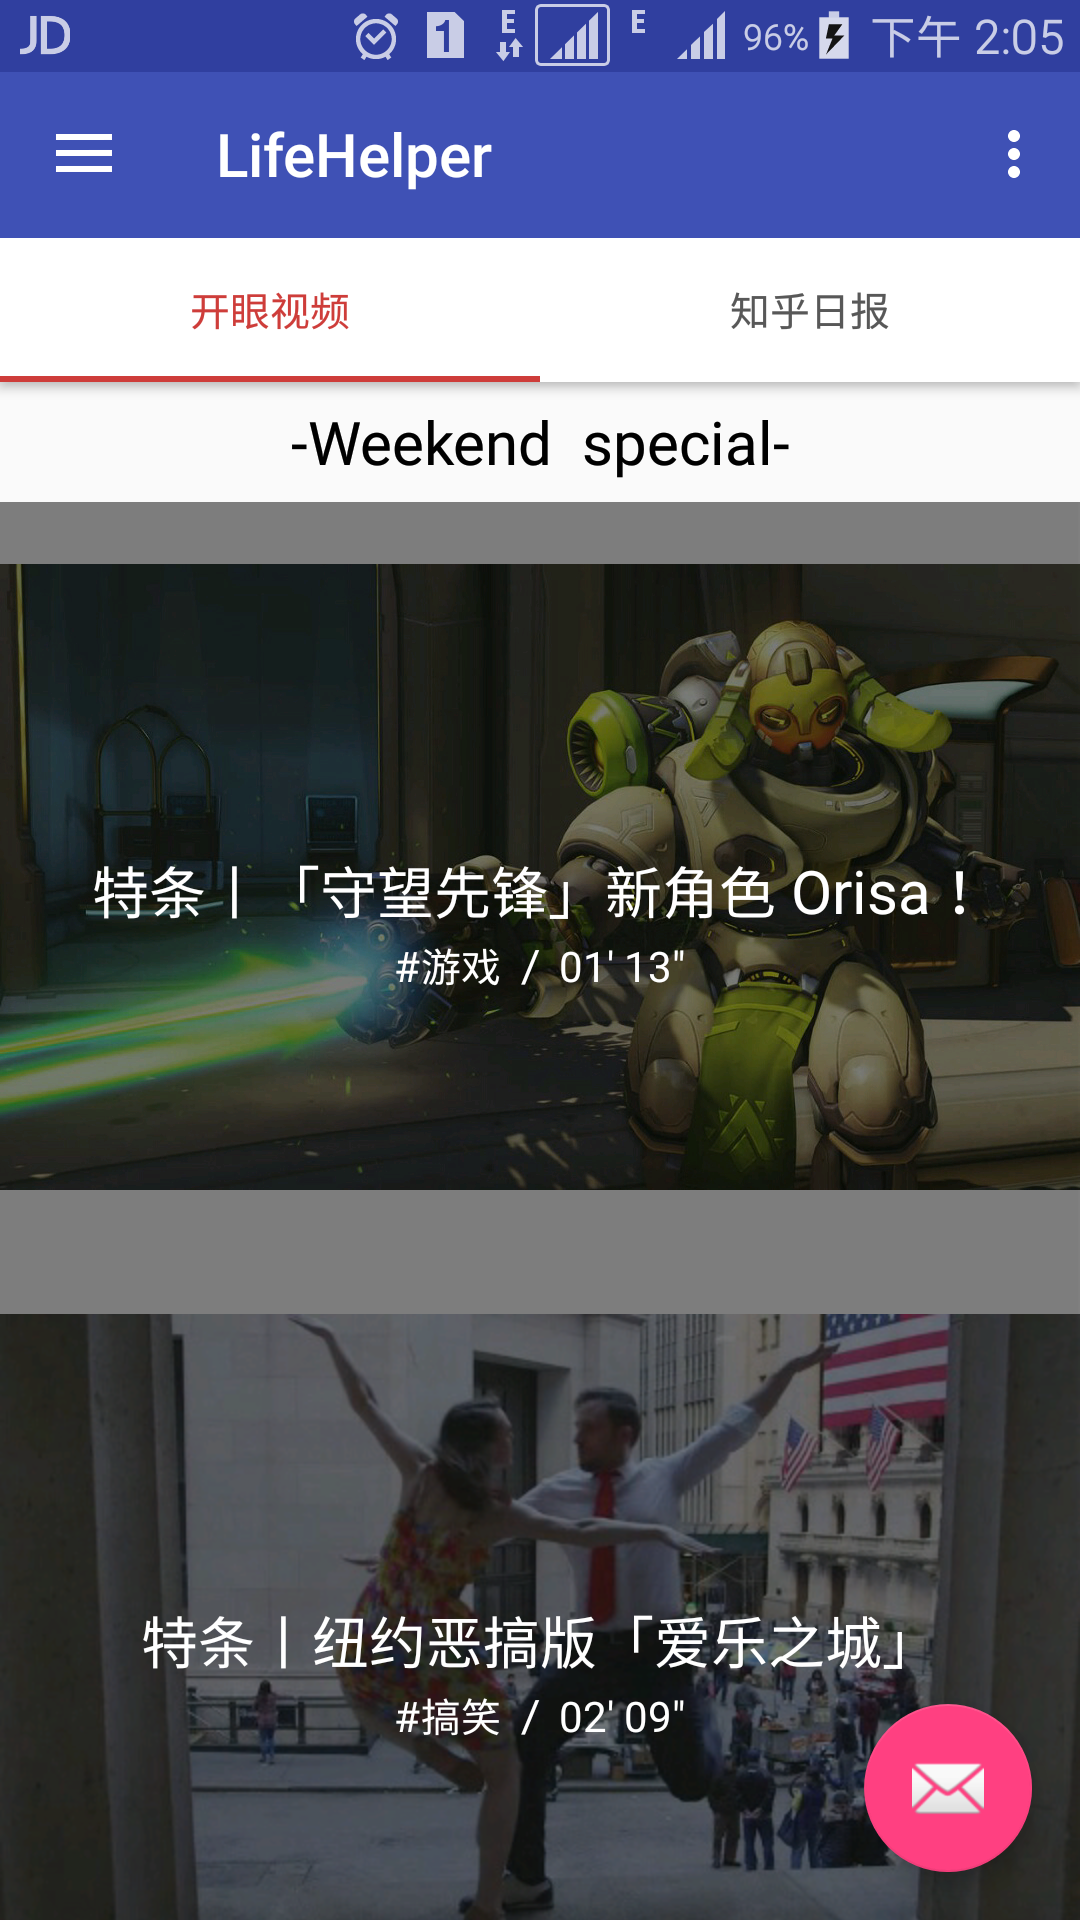 JD 1 E E 96% 下午 2:05
LifeHelper
开眼视频 知乎日报
-Weekend special-
特条丨「守望先锋」新角色 Orisa！
#游戏 / 01' 13"
特条丨纽约恶搞版「爱乐之城」
#搞笑 / 02' 09"